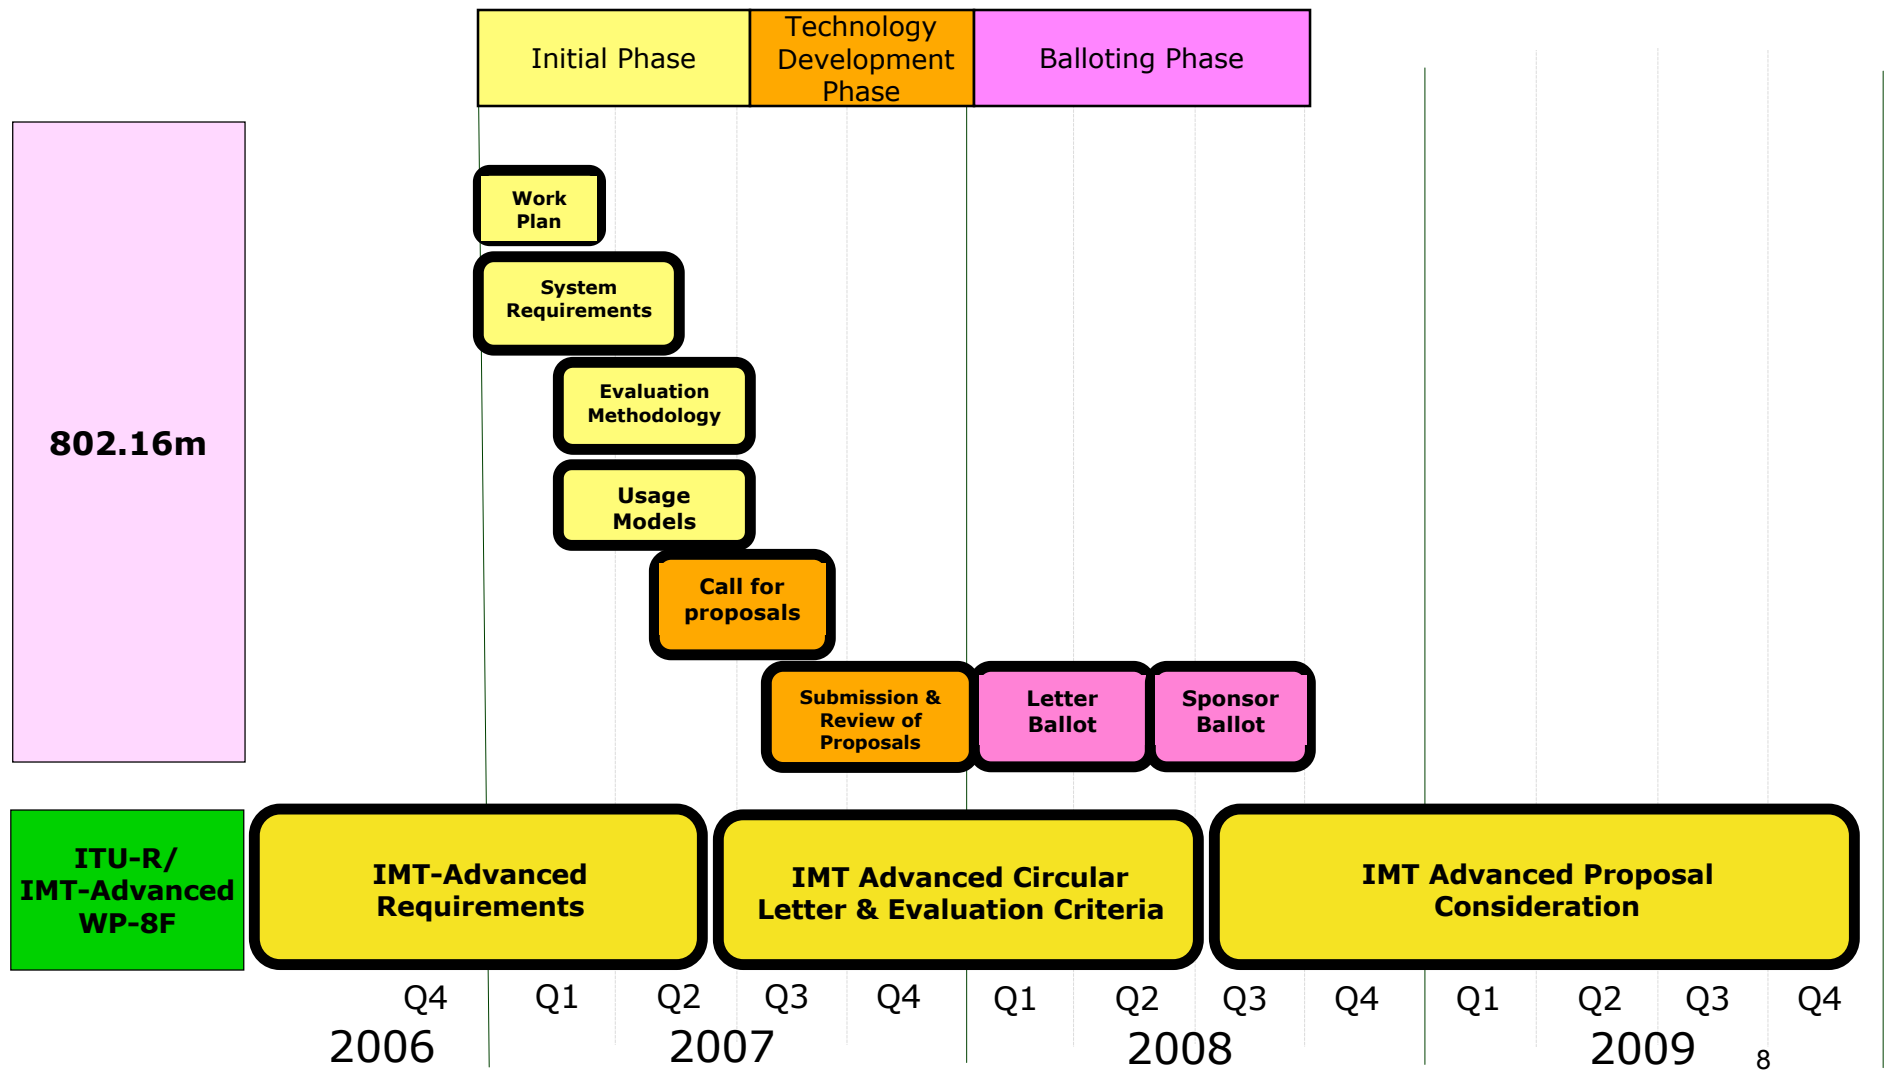 Initial Phase
Technology
Development
Phase
Balloting Phase
802.16m
Work
Plan
System
Requirements
Evaluation
Methodology
Usage
Models
Call for
proposals
Submission &
Review of
Proposals
Letter
Ballot
Sponsor
Ballot
ITU-R/
IMT-Advanced
WP-8F
IMT-Advanced
Requirements
IMT Advanced Circular
Letter & Evaluation Criteria
IMT Advanced Proposal
Consideration
Q4 Q1 Q2 Q3 Q4 Q1 Q2 Q3 Q4 Q1 Q2 Q3 Q4
2006 2007 2008 2009
8